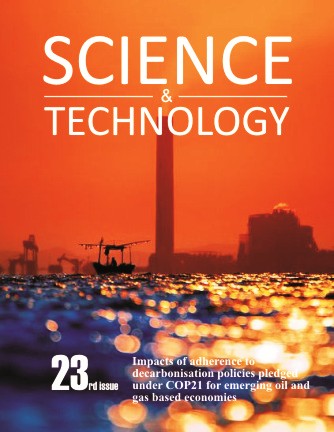 SCIENCE
&
TECHNOLOGY
23rd issue
Impacts of adherence to
decarbonisation policies pledged
under COP21 for emerging oil and
gas based economies